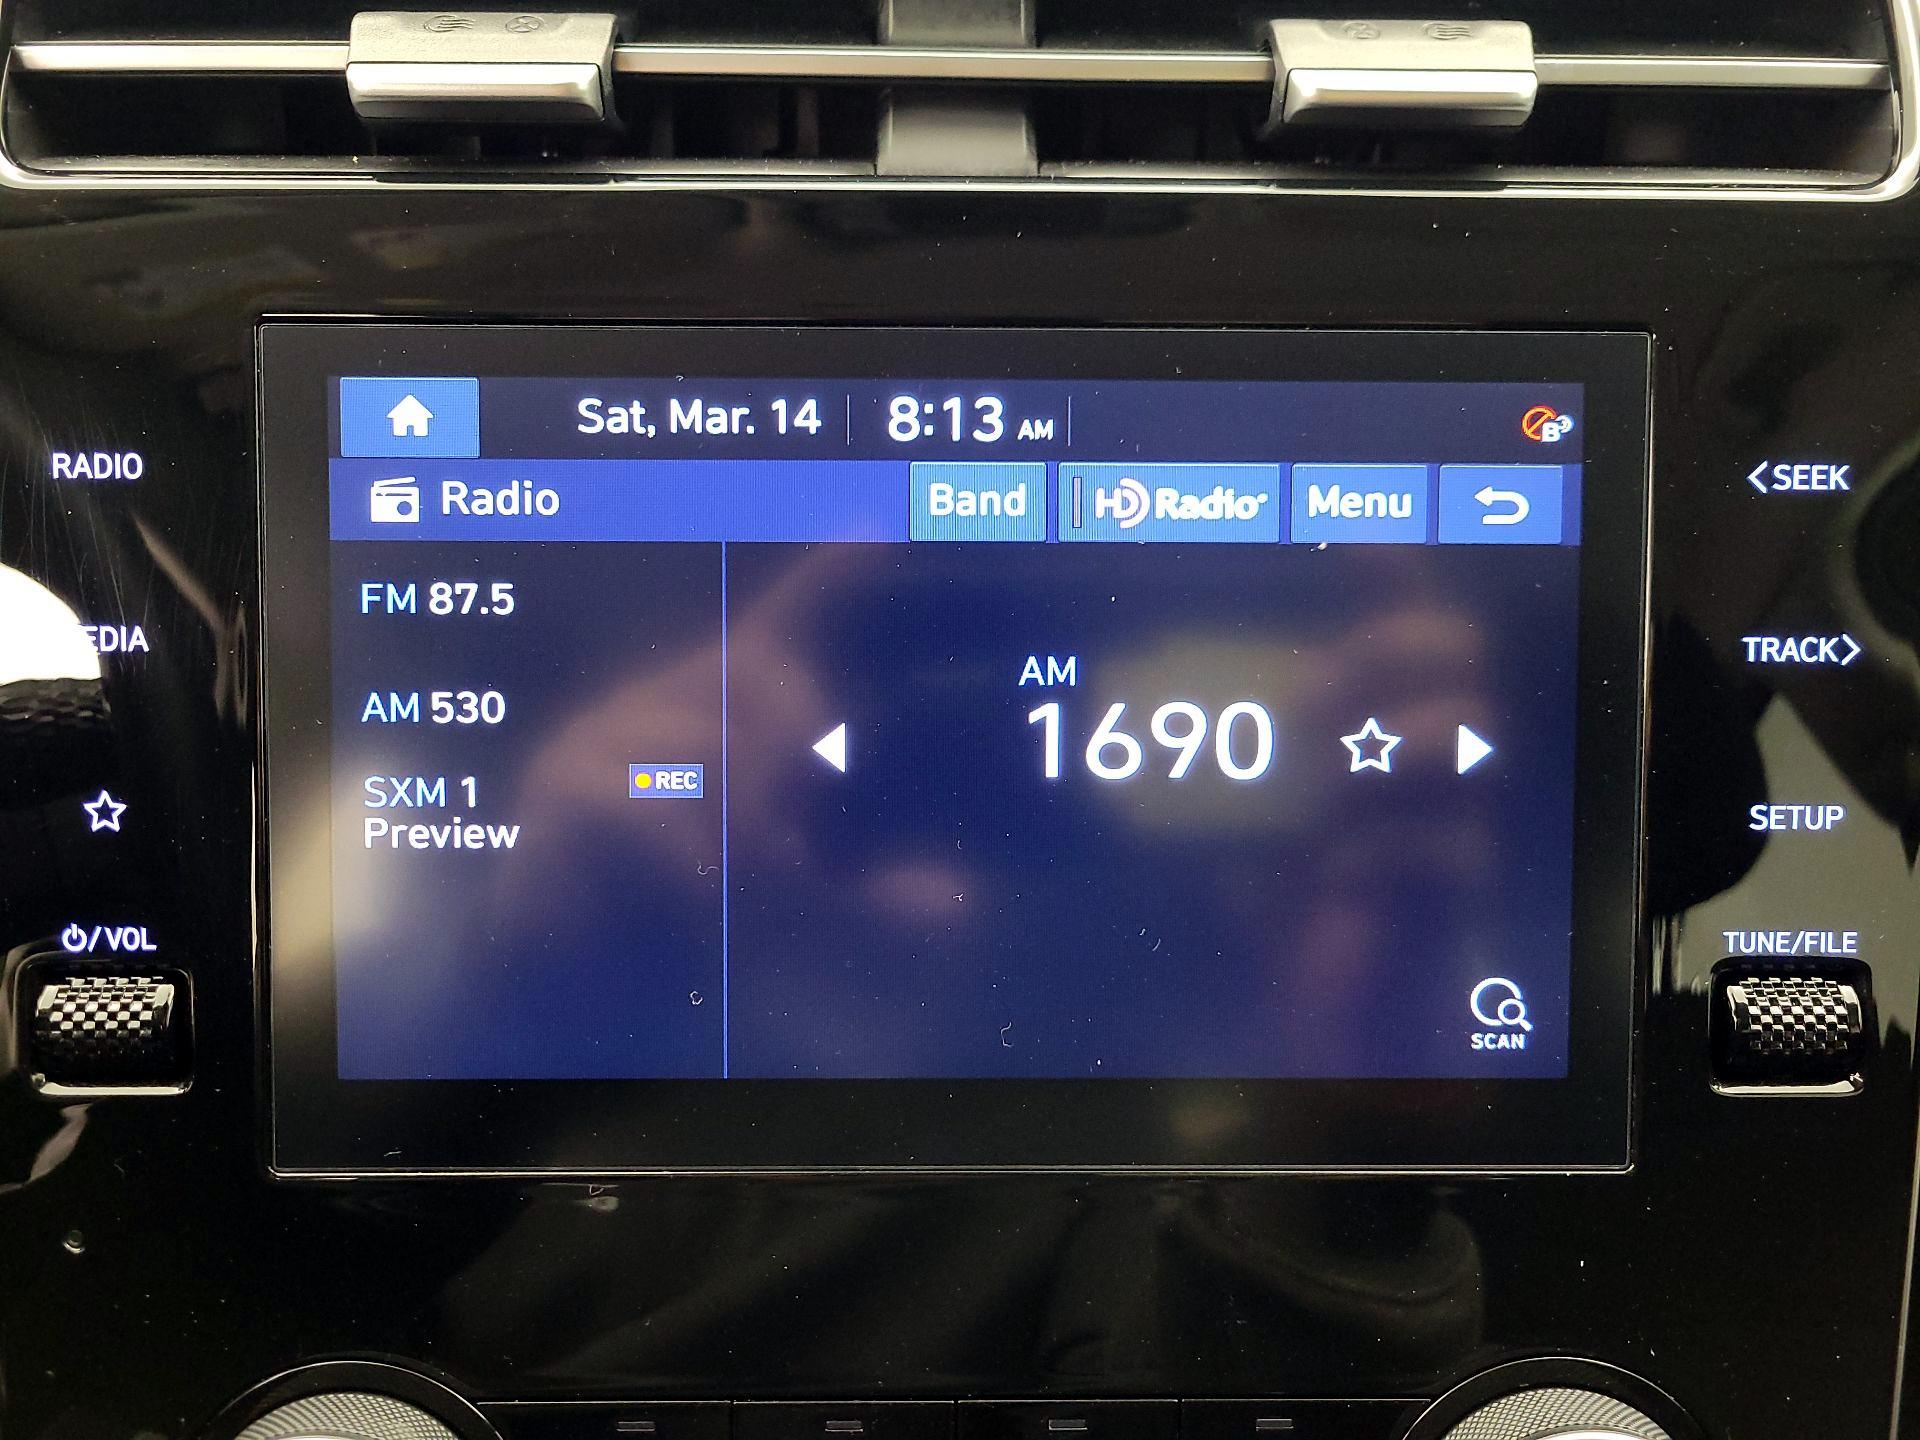 Sat, Mar. 14
8:13 AM
B
Radio
Band
HD Radio
Menu
RADIO
<SEEK
FM 87.5
EDIA
TRACK>
AM 530
AM
1690
SXM 1
REC
Preview
SETUP
/VOL
TUNE/FILE
SCAN